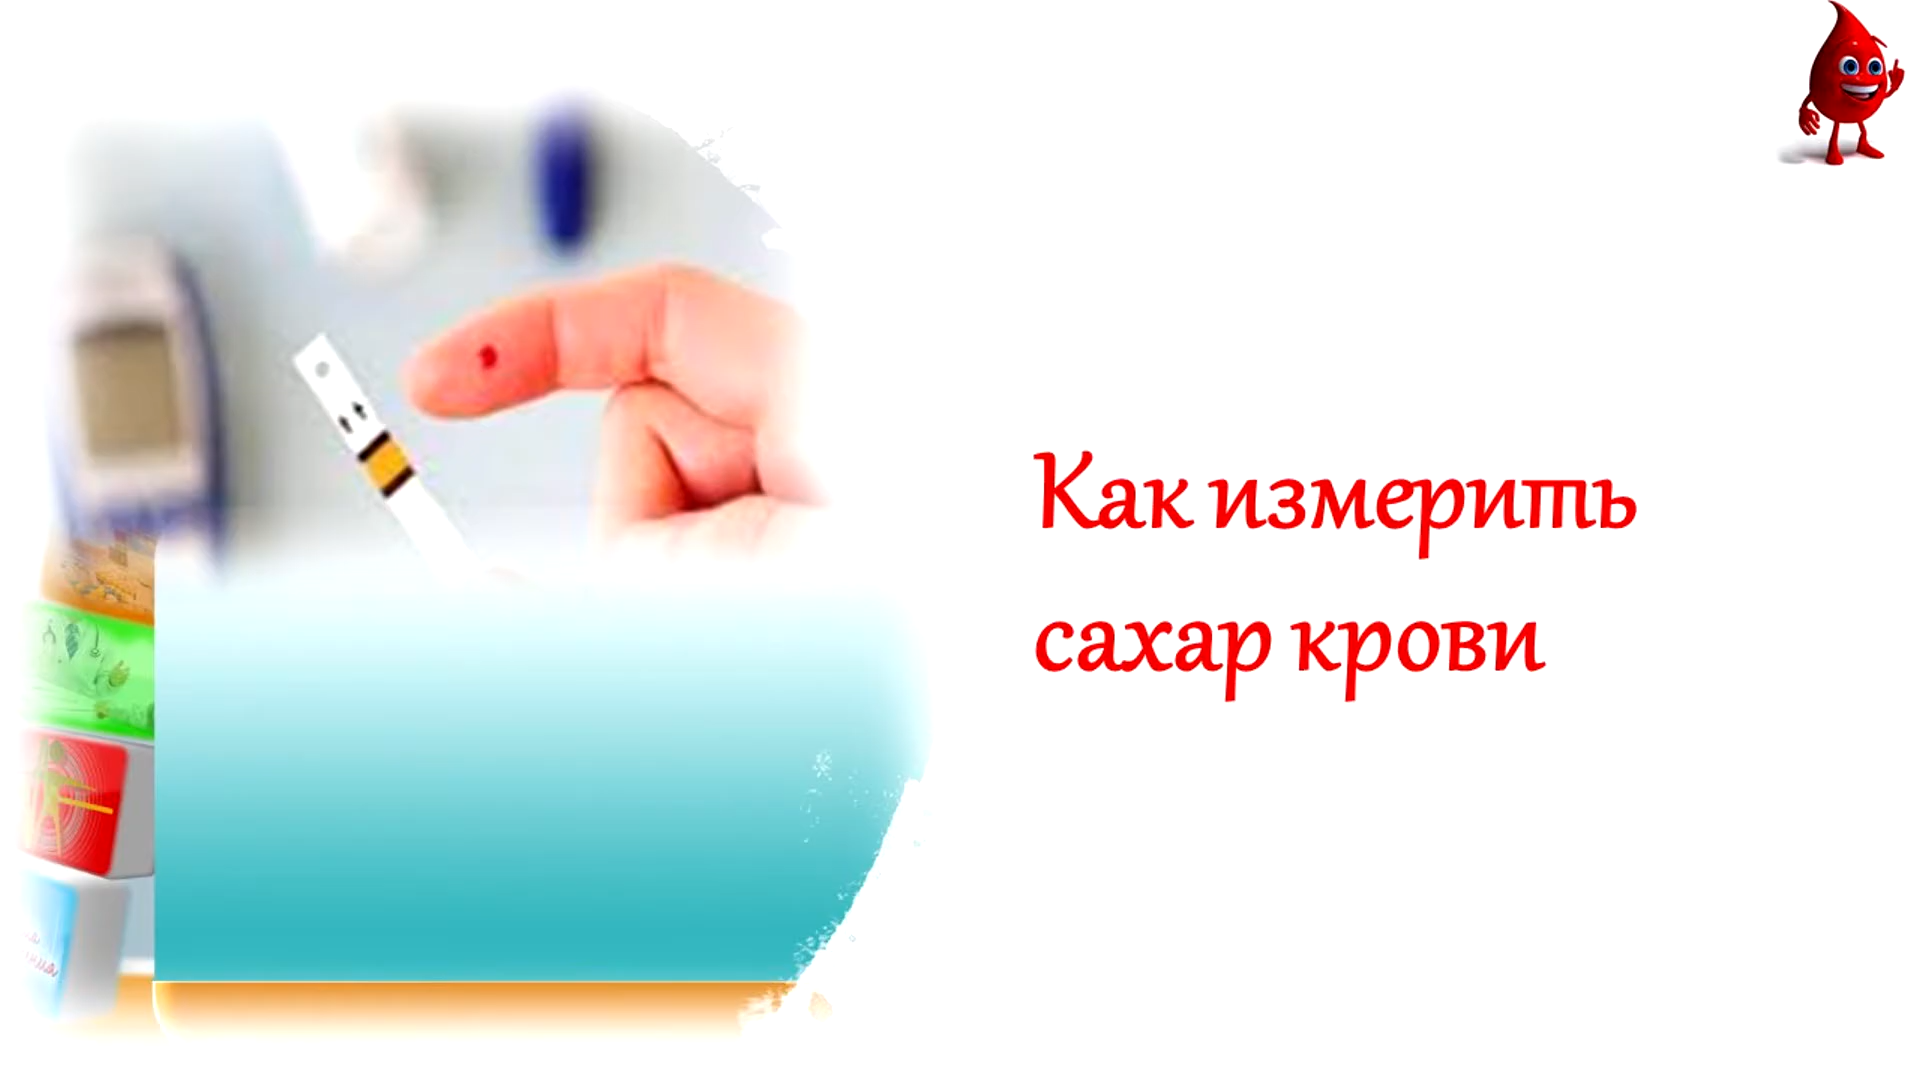 Как измерить
сахар крови